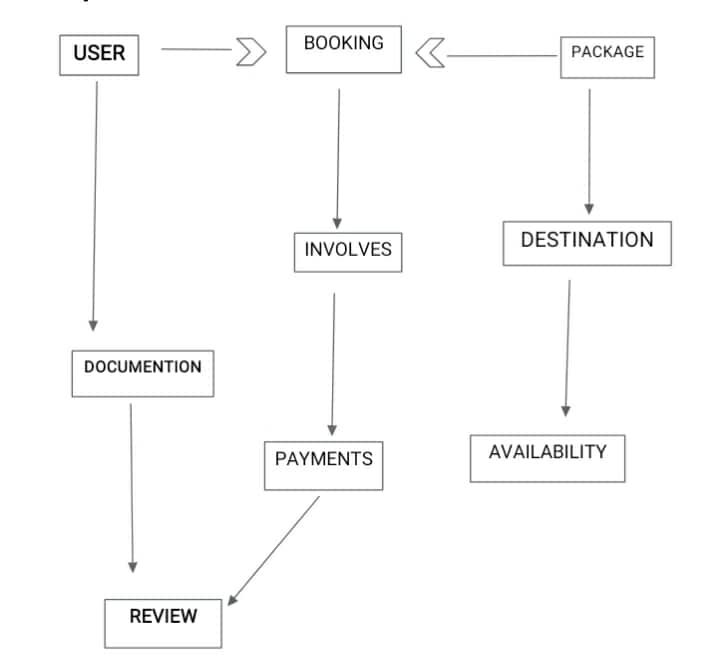 USER
BOOKING
PACKAGE
INVOLVES
DESTINATION
DOCUMENTION
PAYMENTS
AVAILABILITY
REVIEW